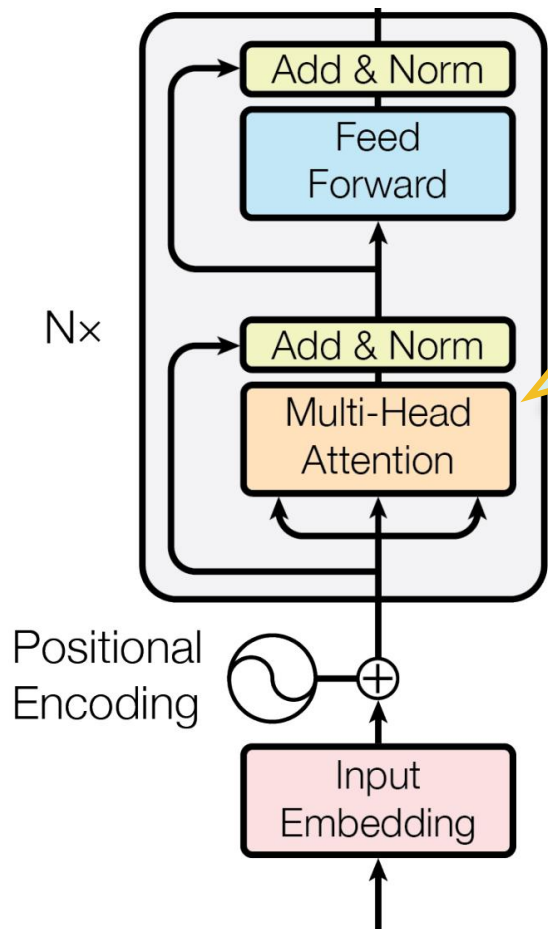 Add & Norm
Feed
Forward
N×
Add & Norm
Multi-Head
Attention
Positional
Encoding
Input
Embedding